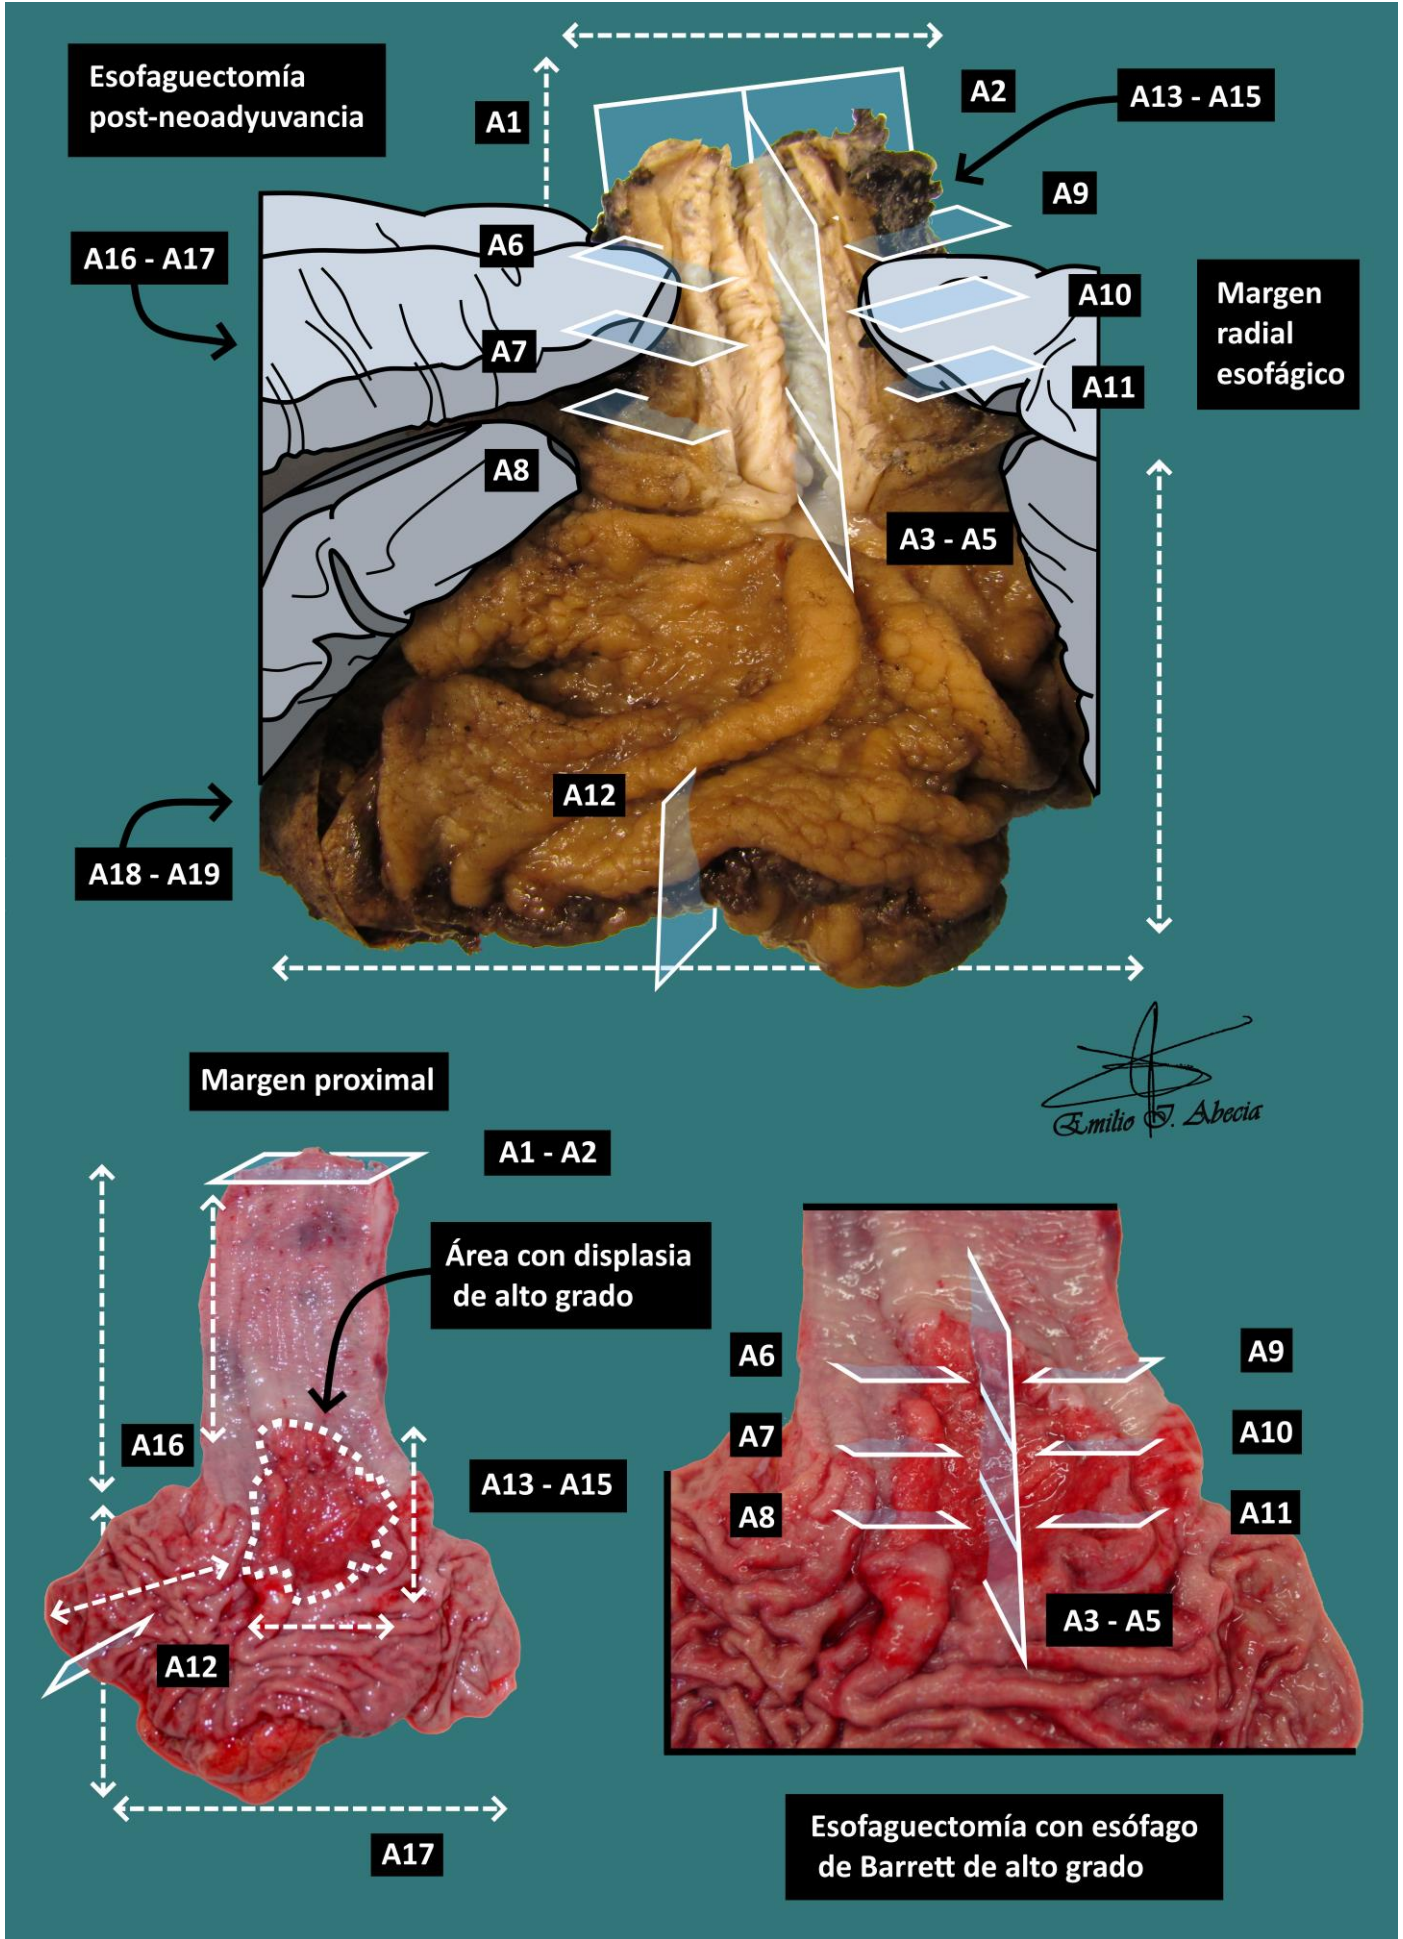 Esofaguectomía
post-neoadyuvancia
A1
A2
A13 - A15
A9
A6
A16 - A17
A10
Margen
radial
esofágico
A7
A11
A8
A3 - A5
A12
A18 - A19
Emilio J. Abecia
Margen proximal
A1 - A2
Área con displasia
de alto grado
A6
A9
A16
A7
A10
A13 - A15
A8
A11
A3 - A5
A12
A17
Esofaguectomía con esófago
de Barrett de alto grado